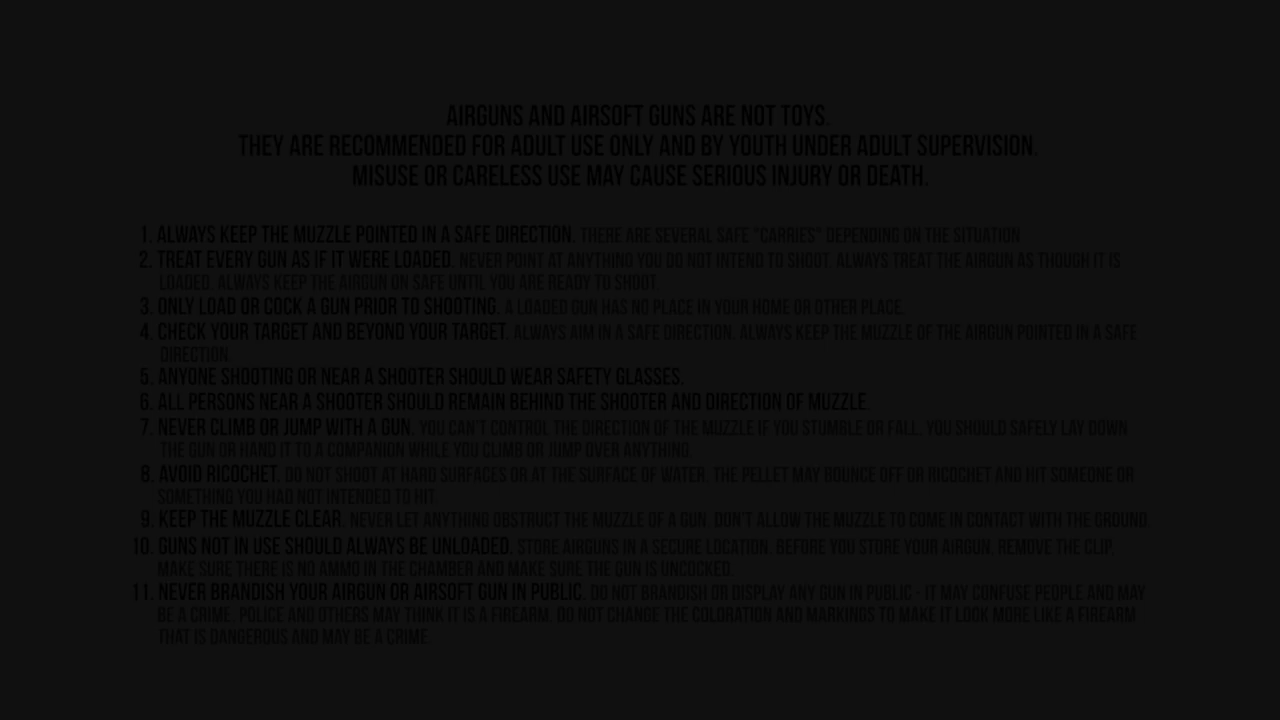 AIRGUNS AND AIRSOFT GUNS ARE NOT TOYS.
THEY ARE RECOMMENDED FOR ADULT USE ONLY AND BY YOUTH UNDER ADULT SUPERVISION.
MISUSE OR CARELESS USE MAY CAUSE SERIOUS INJURY OR DEATH.
1. ALWAYS KEEP THE MUZZLE POINTED IN A SAFE DIRECTION. THERE ARE SEVERAL SAFE "CARRIES" DEPENDING ON THE SITUATION.
2. TREAT EVERY GUN AS IF IT WERE LOADED. NEVER POINT AT ANYTHING YOU DO NOT INTEND TO SHOOT. ALWAYS TREAT THE AIRGUN AS THOUGH IT IS
LOADED. ALWAYS KEEP THE AIRGUN ON SAFE UNTIL YOU ARE READY TO SHOOT.
3. ONLY LOAD OR COCK A GUN PRIOR TO SHOOTING. A LOADED GUN HAS NO PLACE IN YOUR HOME OR OTHER PLACE.
4. CHECK YOUR TARGET AND BEYOND YOUR TARGET. ALWAYS AIM IN A SAFE DIRECTION. ALWAYS KEEP THE MUZZLE OF THE AIRGUN POINTED IN A SAFE
DIRECTION.
5. ANYONE SHOOTING OR NEAR A SHOOTER SHOULD WEAR SAFETY GLASSES.
6. ALL PERSONS NEAR A SHOOTER SHOULD REMAIN BEHIND THE SHOOTER AND DIRECTION OF MUZZLE.
7. NEVER CLIMB OR JUMP WITH A GUN. YOU CAN'T CONTROL THE DIRECTION OF THE MUZZLE IF YOU STUMBLE OR FALL. YOU SHOULD SAFELY LAY DOWN
THE GUN OR HAND IT TO A COMPANION WHILE YOU CLIMB OR JUMP OVER ANYTHING.
8. AVOID RICOCHET. DO NOT SHOOT AT HARD SURFACES OR AT THE SURFACE OF WATER. THE PELLET MAY BOUNCE OFF OR RICOCHET AND HIT SOMEONE OR
SOMETHING YOU HAD NOT INTENDED TO HIT.
9. KEEP THE MUZZLE CLEAR. NEVER LET ANYTHING OBSTRUCT THE MUZZLE OF A GUN. DON'T ALLOW THE MUZZLE TO COME IN CONTACT WITH THE GROUND.
10. GUNS NOT IN USE SHOULD ALWAYS BE UNLOADED. STORE AIRGUNS IN A SECURE LOCATION. BEFORE YOU STORE YOUR AIRGUN, REMOVE THE CLIP,
MAKE SURE THERE IS NO AMMO IN THE CHAMBER AND MAKE SURE THE GUN IS UNCOCKED.
11. NEVER BRANDISH YOUR AIRGUN OR AIRSOFT GUN IN PUBLIC. DO NOT BRANDISH OR DISPLAY ANY GUN IN PUBLIC - IT MAY CONFUSE PEOPLE AND MAY
BE A CRIME. POLICE AND OTHERS MAY THINK IT IS A FIREARM. DO NOT CHANGE THE COLORATION AND MARKINGS TO MAKE IT LOOK MORE LIKE A FIREARM.
THAT IS DANGEROUS AND MAY BE A CRIME.